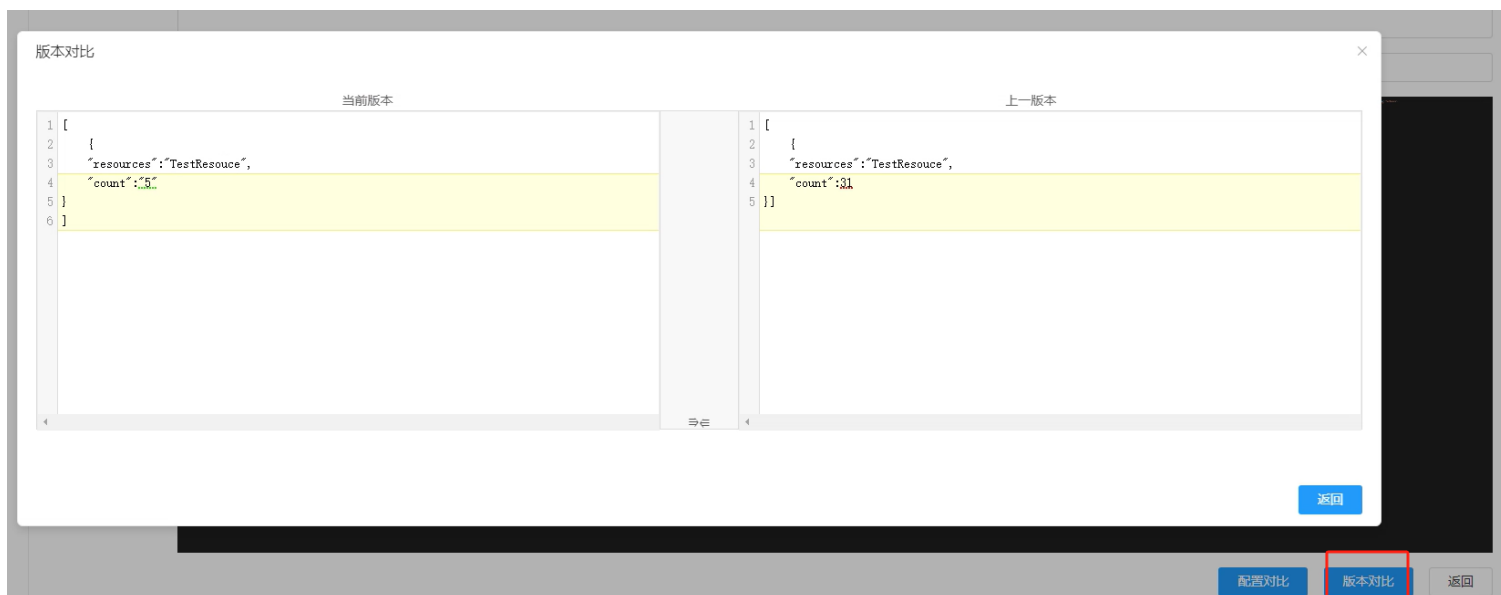 版本对比
当前版本
1 [
2 {
3 "resources":"TestResouce",
4 "count":"5"
5 }
6 ]
上一版本
1 [
2 {
3 "resources":"TestResouce",
4 "count":31
5 }]
返回
配置对比 版本对比 返回